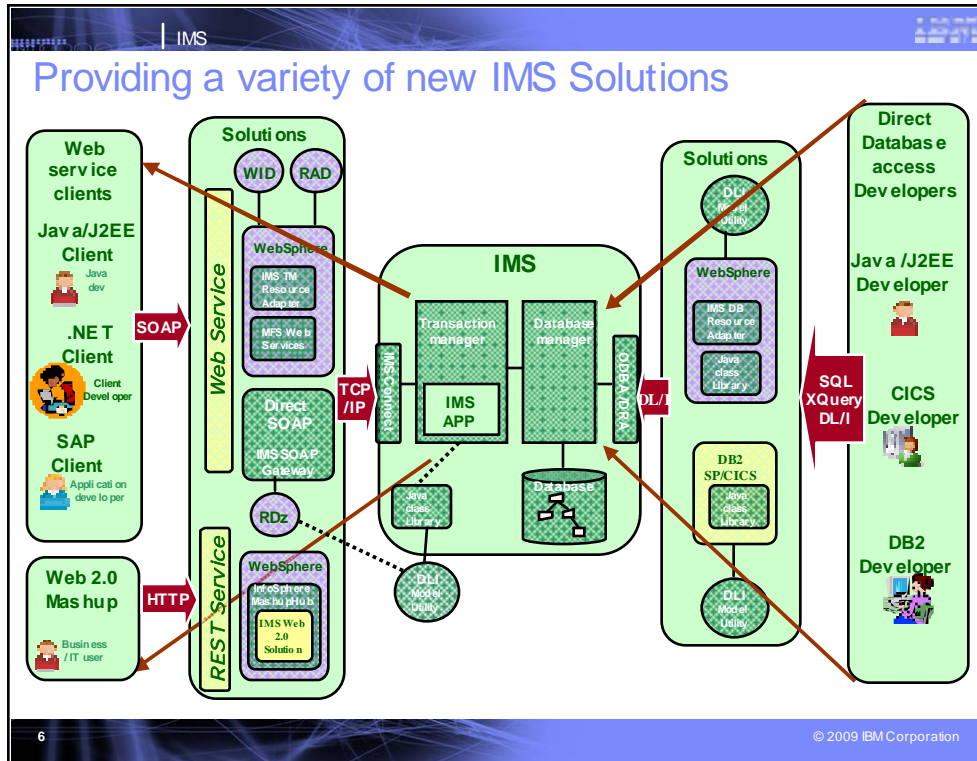 IMS
IBM
Providing a variety of new IMS Solutions
Web
service
clients
Java/J2EE
Client
Java
dev
.NET
Client
Client
Developer
SAP
Client
Application
developer
Web 2.0
Mashup
Business
/ IT user
SOAP
HTTP
Solutions
WID
RAD
Web Service
WebSphere
IMS TM
Resource
Adapter
MFS Web
Services
Direct
SOAP
IMS SOAP
Gateway
RDz
REST Service
WebSphere
InfoSphere
MashupHub
IMS Web
2.0
Solution
TCP
/IP
IMS
IMS Connect
Transaction
manager
IMS
APP
Database
manager
ODBA/DRA
Java
class
Library
Database
DLI
Model
Utility
DL/I
Solutions
DLI
Model
Utility
WebSphere
IMS DB
Resource
Adapter
Java
class
Library
DB2
SP/CICS
Java
class
Library
DLI
Model
Utility
SQL
XQuery
DL/I
Direct
Database
access
Developers
Java /J2EE
Developer
CICS
Developer
DB2
Developer
6
© 2009 IBM Corporation